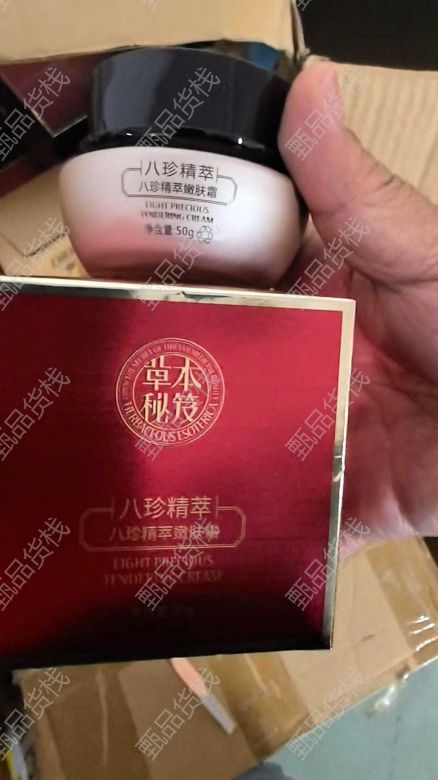 八珍精萃
八珍精萃嫩肤霜
EIGHT PRECIOUS
TENDERING CREAM
净含量 50g
草本
秘笈
HERBACEOUS ESOTERICA
八珍精萃
八珍精萃嫩肤霜
EIGHT PRECIOUS
TENDERING CREAM
甄品货栈